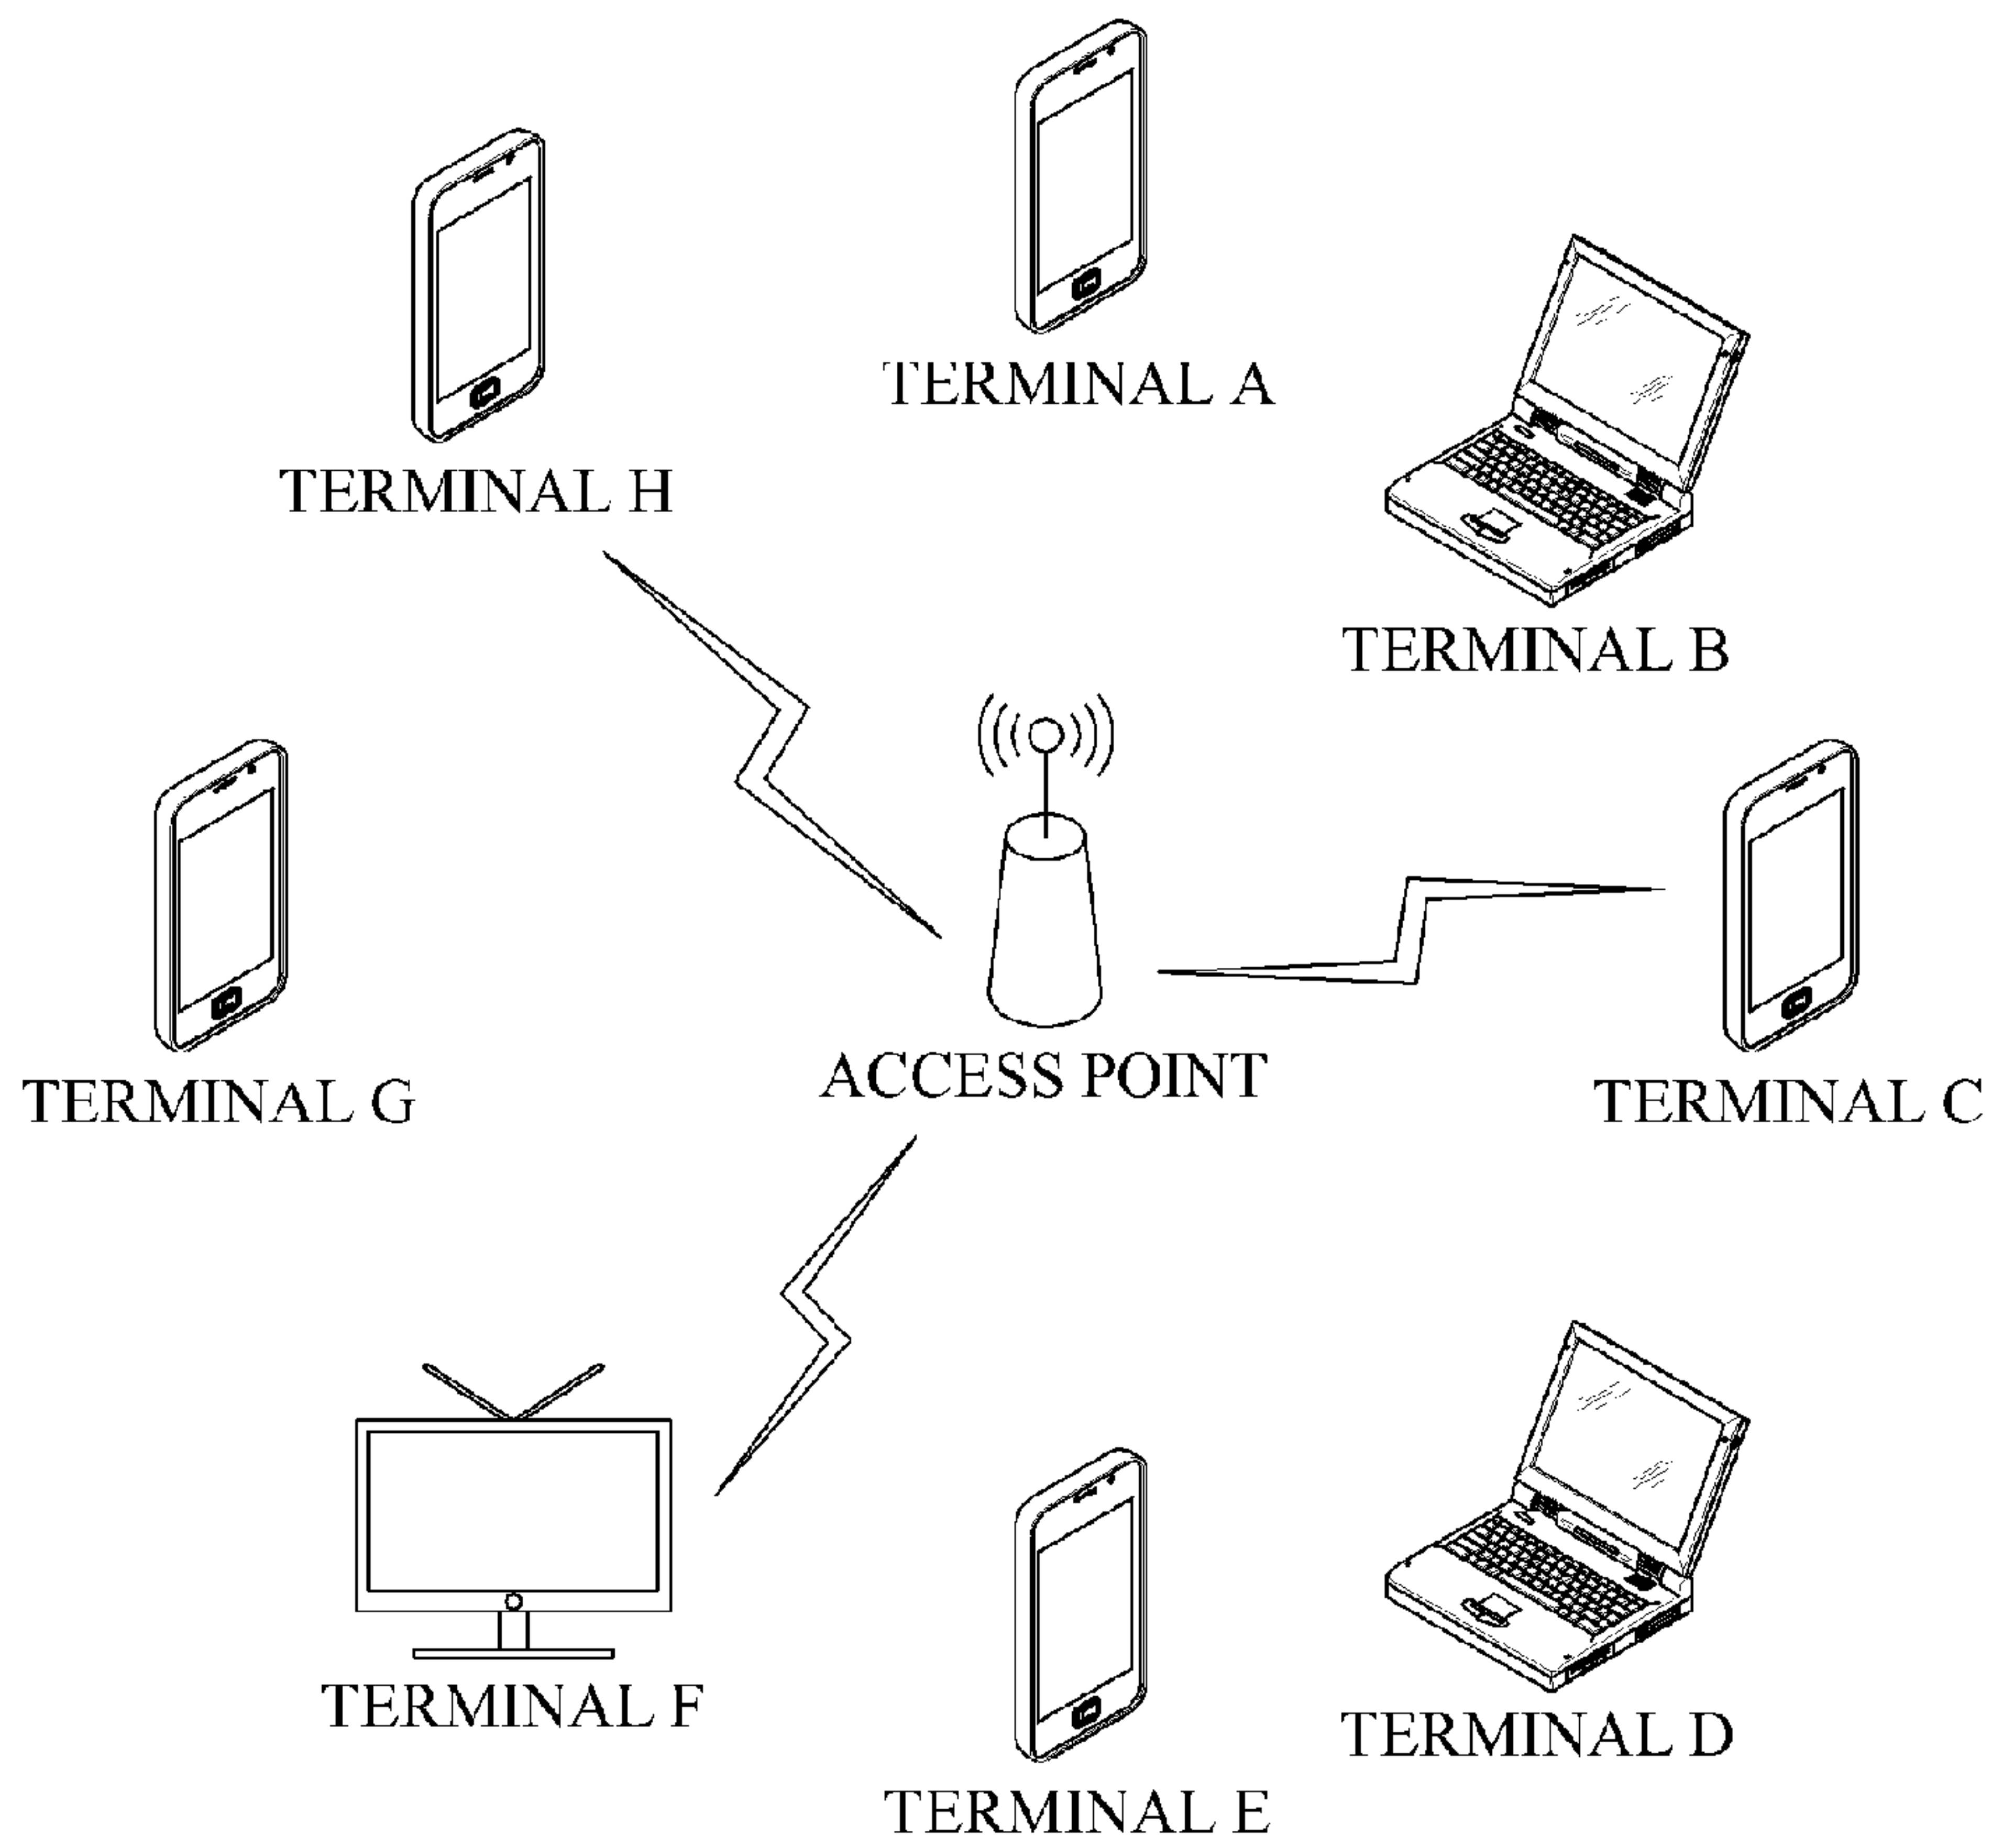 TERMINAL A
TERMINAL H
TERMINAL B
ACCESS POINT
TERMINAL G
TERMINAL C
TERMINAL F
TERMINAL D
TERMINAL E